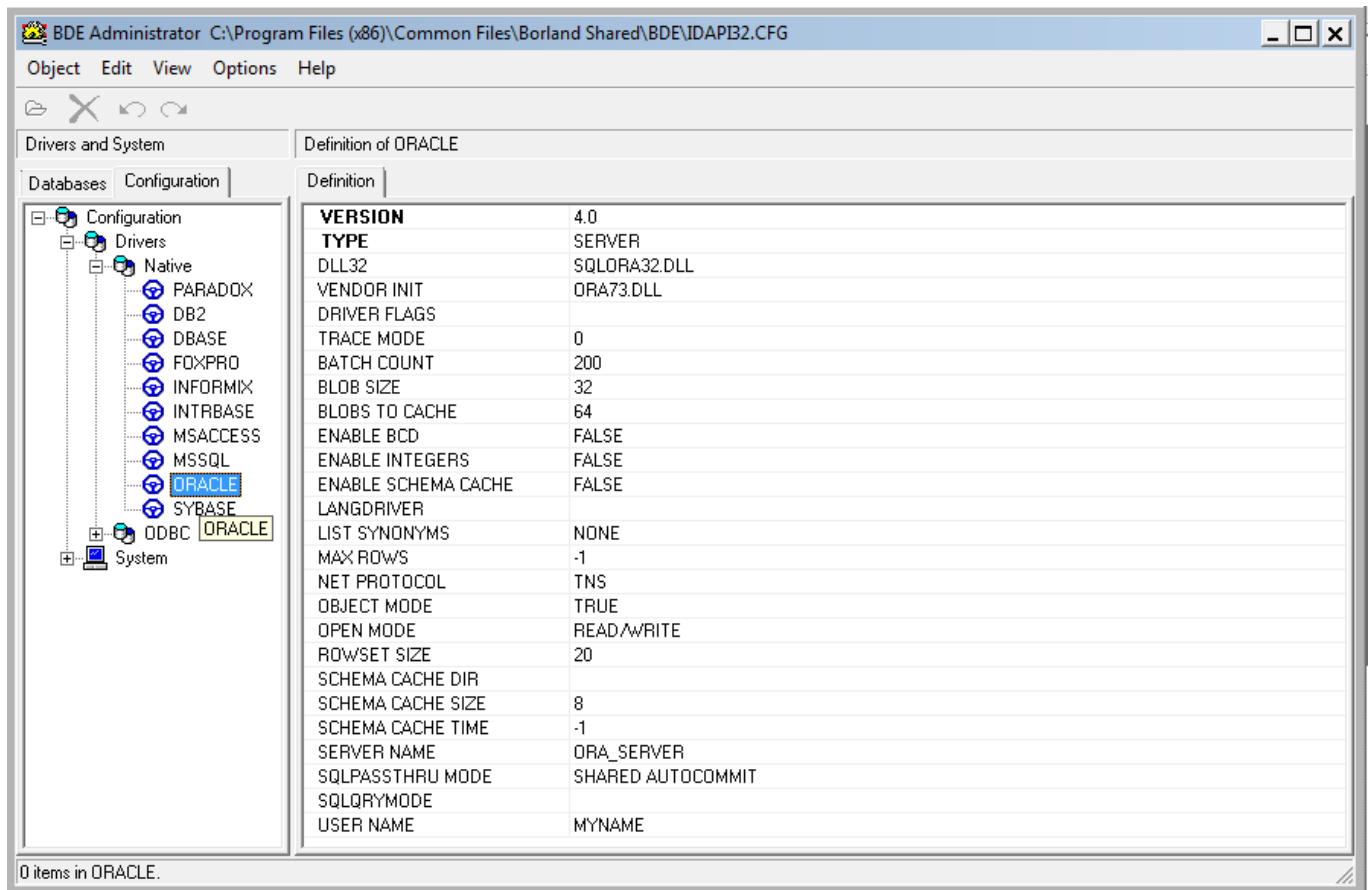 BDE Administrator C:\Program Files (x86)\Common Files\Borland Shared\BDE\IDAPI32.CFG
Object Edit View Options Help
Drivers and System
Definition of ORACLE
Databases Configuration
Definition
Configuration
Drivers
Native
PARADOX
DB2
DBASE
FOXPRO
INFORMIX
INTRBASE
MSACCESS
MSSQL
ORACLE
SYBASE
ODBC
ORACLE
System
VERSION 4.0
TYPE SERVER
DLL32 SQLORA32.DLL
VENDOR INIT ORA73.DLL
DRIVER FLAGS
TRACE MODE 0
BATCH COUNT 200
BLOB SIZE 32
BLOBS TO CACHE 64
ENABLE BCD FALSE
ENABLE INTEGERS FALSE
ENABLE SCHEMA CACHE FALSE
LANGDRIVER
LIST SYNONYMS NONE
MAX ROWS -1
NET PROTOCOL TNS
OBJECT MODE TRUE
OPEN MODE READ/WRITE
ROWSET SIZE 20
SCHEMA CACHE DIR
SCHEMA CACHE SIZE 8
SCHEMA CACHE TIME -1
SERVER NAME ORA_SERVER
SQLPASSTHRU MODE SHARED AUTOCOMMIT
SQLQRYMODE
USER NAME MYNAME
0 items in ORACLE.